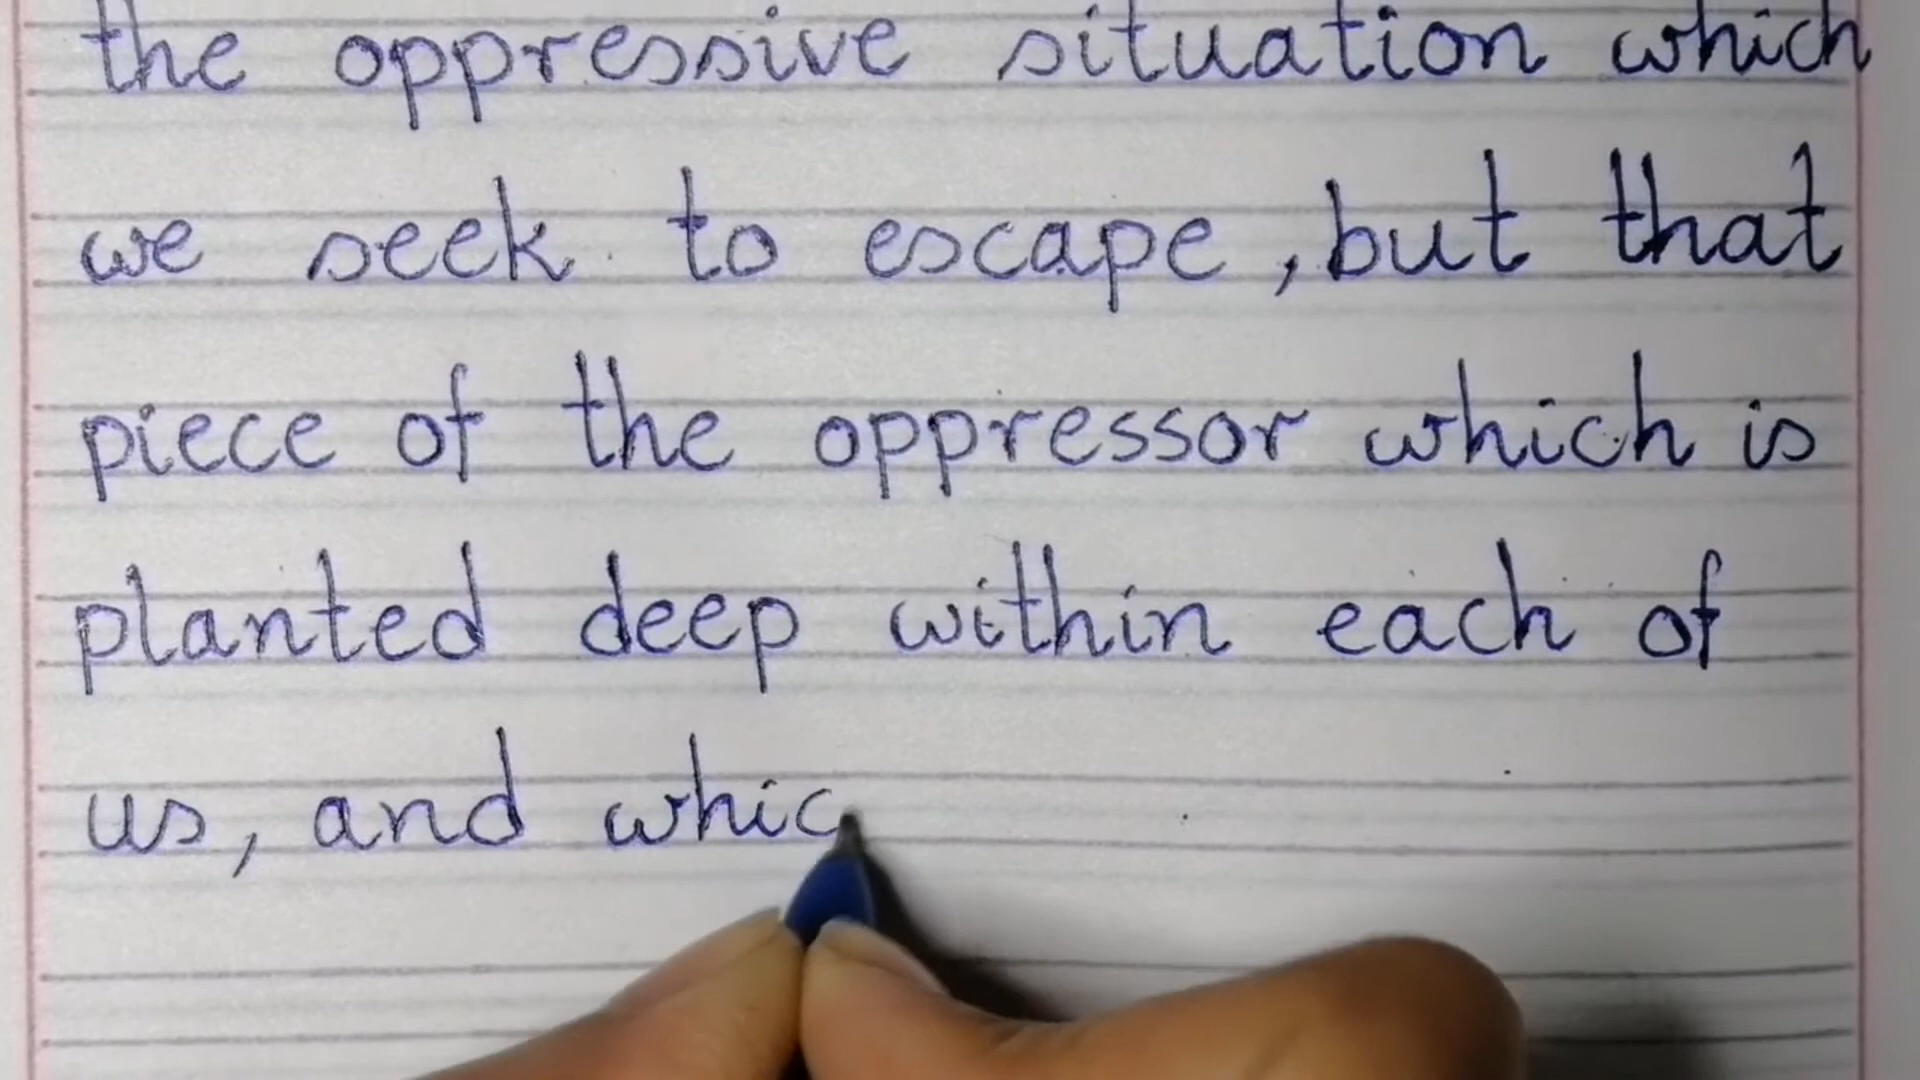 the oppressive situation which
we seek to escape, but that
piece of the oppressor which is
planted deep within each of
us, and whic